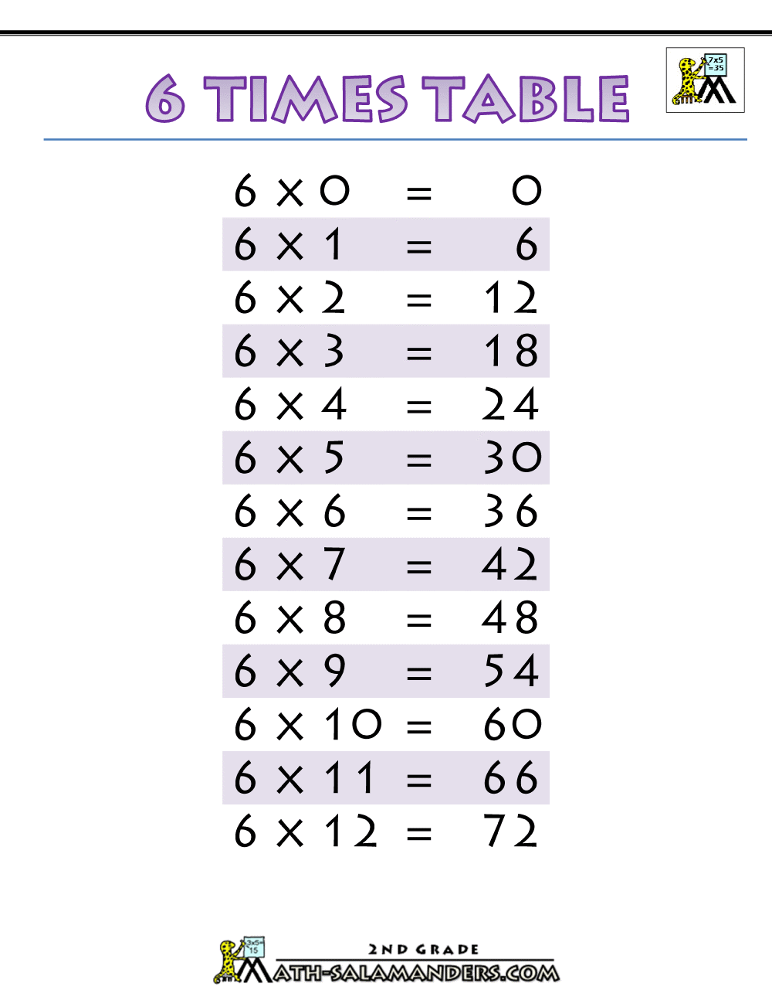 7x5
=35
6 TIMES TABLE
6 × 0 = 0
6 × 1 = 6
6 × 2 = 12
6 × 3 = 18
6 × 4 = 24
6 × 5 = 30
6 × 6 = 36
6 × 7 = 42
6 × 8 = 48
6 × 9 = 54
6 × 10 = 60
6 × 11 = 66
6 × 12 = 72
3x5=
15
2ND GRADE
MATH-SALAMANDERS.COM